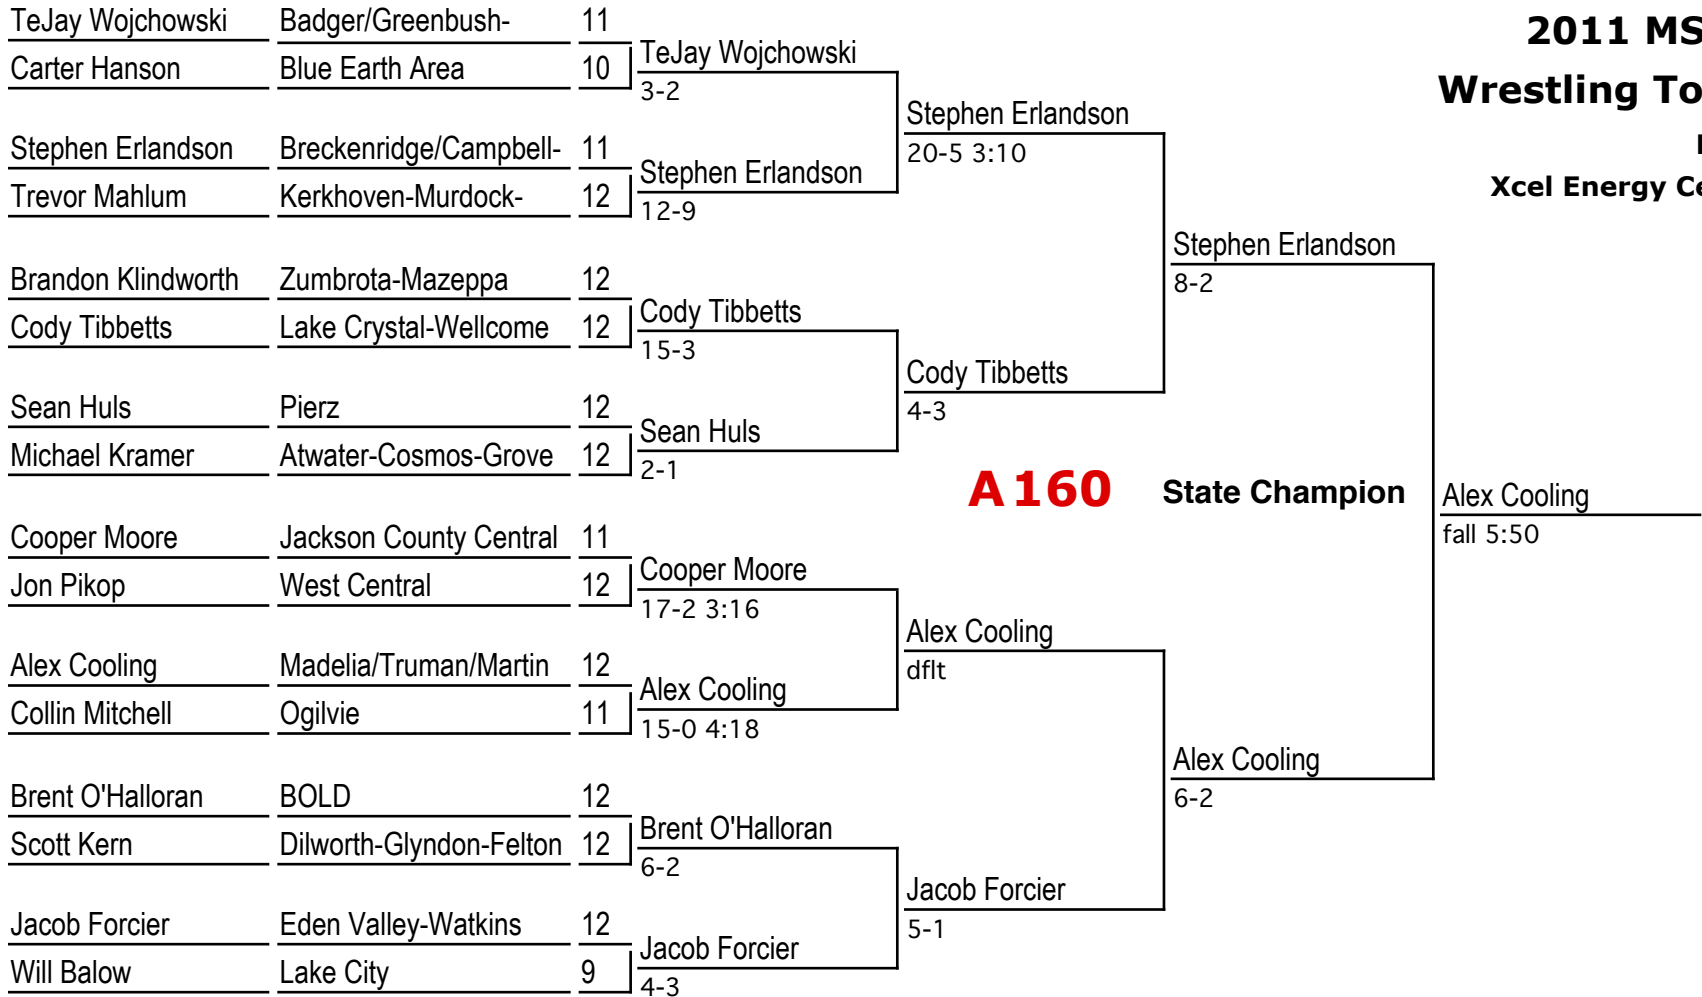 TeJay Wojchowski Badger/Greenbush- 11
Carter Hanson Blue Earth Area 10
TeJay Wojchowski
3-2
Stephen Erlandson Breckenridge/Campbell- 11
Trevor Mahlum Kerkhoven-Murdock- 12
Stephen Erlandson
12-9
Stephen Erlandson
20-5 3:10
Brandon Klindworth Zumbrota-Mazeppa 12
Cody Tibbetts Lake Crystal-Wellcome 12
Cody Tibbetts
15-3
Sean Huls Pierz 12
Michael Kramer Atwater-Cosmos-Grove 12
Sean Huls
2-1
Cody Tibbetts
4-3
Stephen Erlandson
8-2
Cooper Moore Jackson County Central 11
Jon Pikop West Central 12
Cooper Moore
17-2 3:16
Alex Cooling Madelia/Truman/Martin 12
Collin Mitchell Ogilvie 11
Alex Cooling
15-0 4:18
Alex Cooling
dflt
Brent O'Halloran BOLD 12
Scott Kern Dilworth-Glyndon-Felton 12
Brent O'Halloran
6-2
Jacob Forcier Eden Valley-Watkins 12
Will Balow Lake City 9
Jacob Forcier
4-3
Jacob Forcier
5-1
Alex Cooling
6-2
A 160 State Champion
Alex Cooling
fall 5:50
2011 MS
Wrestling To
Xcel Energy Ce